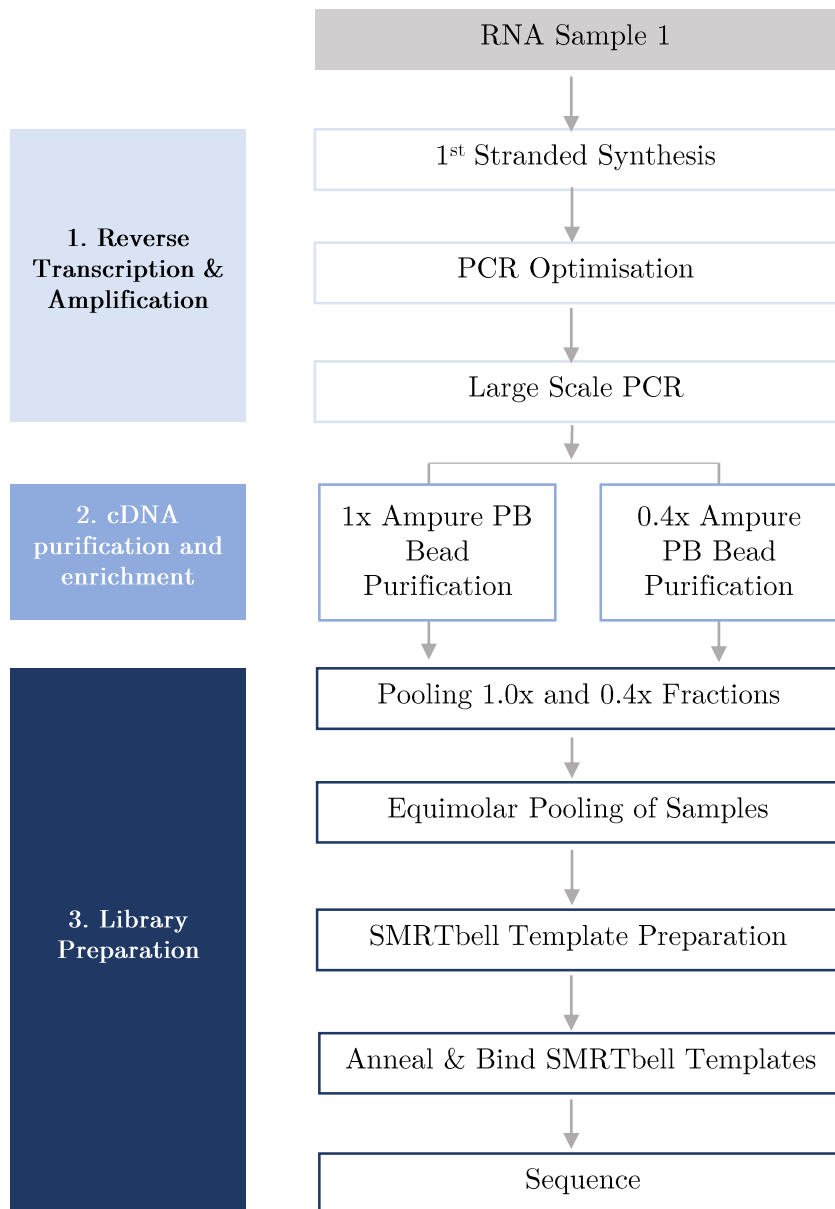 RNA Sample 1
1. Reverse
Transcription &
Amplification
1st Stranded Synthesis
PCR Optimisation
Large Scale PCR
2. cDNA
purification and
enrichment
1x Ampure PB
Bead
Purification
0.4x Ampure
PB Bead
Purification
3. Library
Preparation
Pooling 1.0x and 0.4x Fractions
Equimolar Pooling of Samples
SMRTbell Template Preparation
Anneal & Bind SMRTbell Templates
Sequence